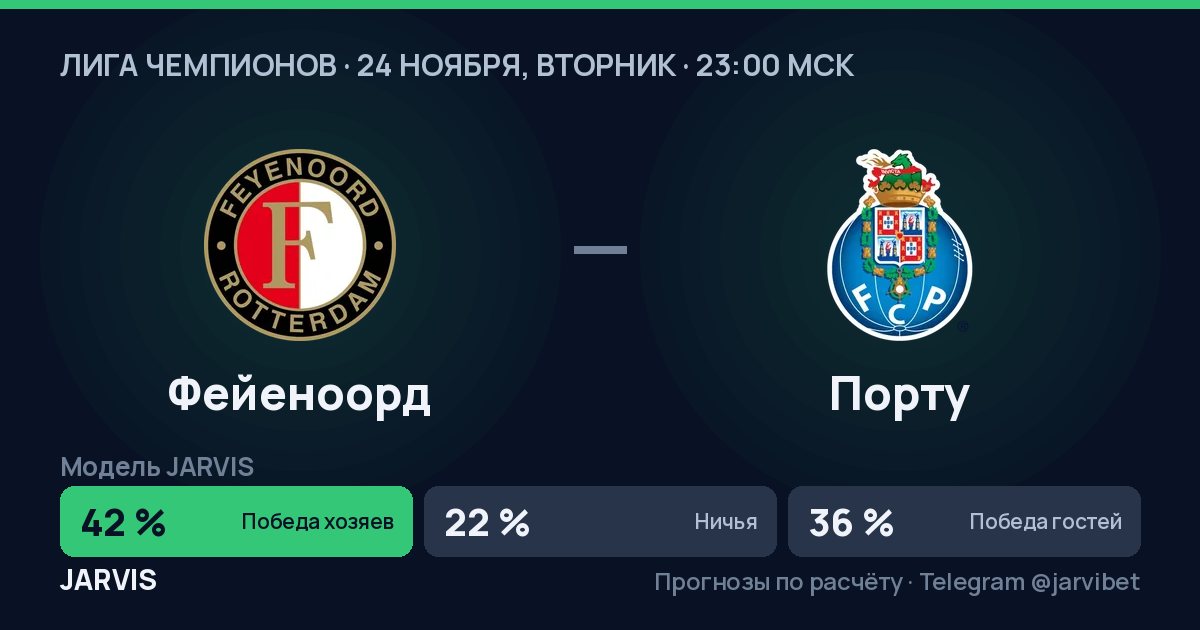 ЛИГА ЧЕМПИОНОВ · 24 НОЯБРЯ, ВТОРНИК · 23:00 МСК
FEYENOORD
F
ROTTERDAM
INVICTA
F C P
®
—
Фейеноорд
Порту
Модель JARVIS
42 % Победа хозяев
22 % Ничья
36 % Победа гостей
JARVIS
Прогнозы по расчёту · Telegram @jarvibet